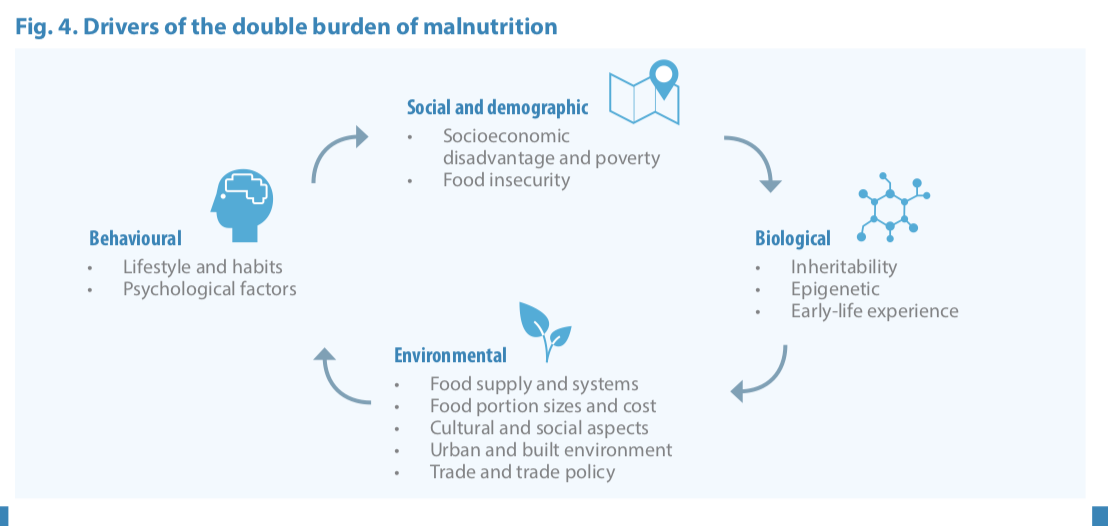 Fig. 4. Drivers of the double burden of malnutrition
Social and demographic
• Socioeconomic
disadvantage and poverty
• Food insecurity
Behavioural
• Lifestyle and habits
• Psychological factors
Biological
• Inheritability
• Epigenetic
• Early-life experience
Environmental
• Food supply and systems
• Food portion sizes and cost
• Cultural and social aspects
• Urban and built environment
• Trade and trade policy